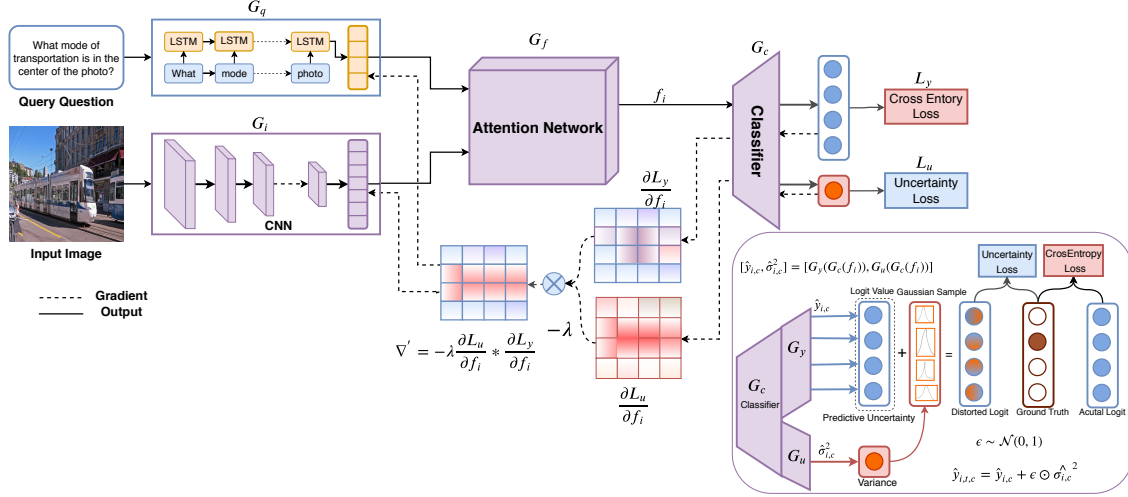 G_q
What mode of
transportation is in the
center of the photo?
Query Question
LSTM
LSTM
LSTM
What
mode
photo
G_i
CNN
Input Image
Gradient
Output
G_f
Attention Network
f_i
G_c
Classifier
L_y
Cross Entory
Loss
L_u
Uncertainty
Loss
∂L_y
∂f_i
−λ
∂L_u
∂f_i
∇' = −λ ∂L_u/∂f_i * ∂L_y/∂f_i
[ŷ_{i,c}, σ̂²_{i,c}] = [G_y(G_c(f_i)), G_u(G_c(f_i))]
Uncertainty
Loss
CrosEntropy
Loss
Logit Value
Gaussian Sample
ŷ_{i,c}
G_y
+
=
G_c
Classifier
Predictive Uncertainty
Distorted Logit
Ground Truth
Acutal Logit
G_u
σ̂²_{i,c}
Variance
ϵ ∼ 𝒩(0, 1)
ŷ_{i,t,c} = ŷ_{i,c} + ϵ ⊙ σ̂_{i,c}²